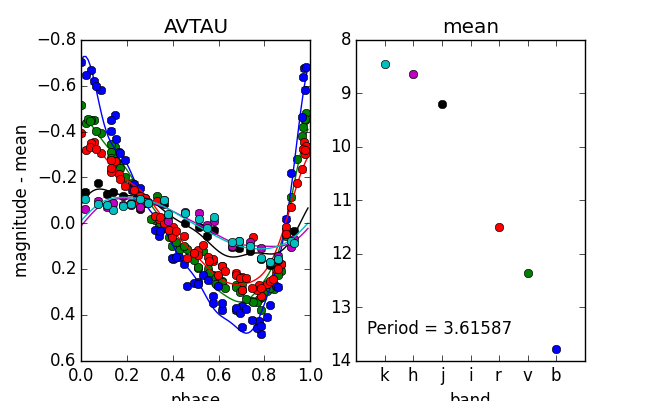 AVTAU
mean
−0.8
−0.6
−0.4
−0.2
0.0
0.2
0.4
0.6
magnitude - mean
0.0 0.2 0.4 0.6 0.8 1.0
phase
8
9
10
11
12
13
14
Period = 3.61587
k h j i r v b
band